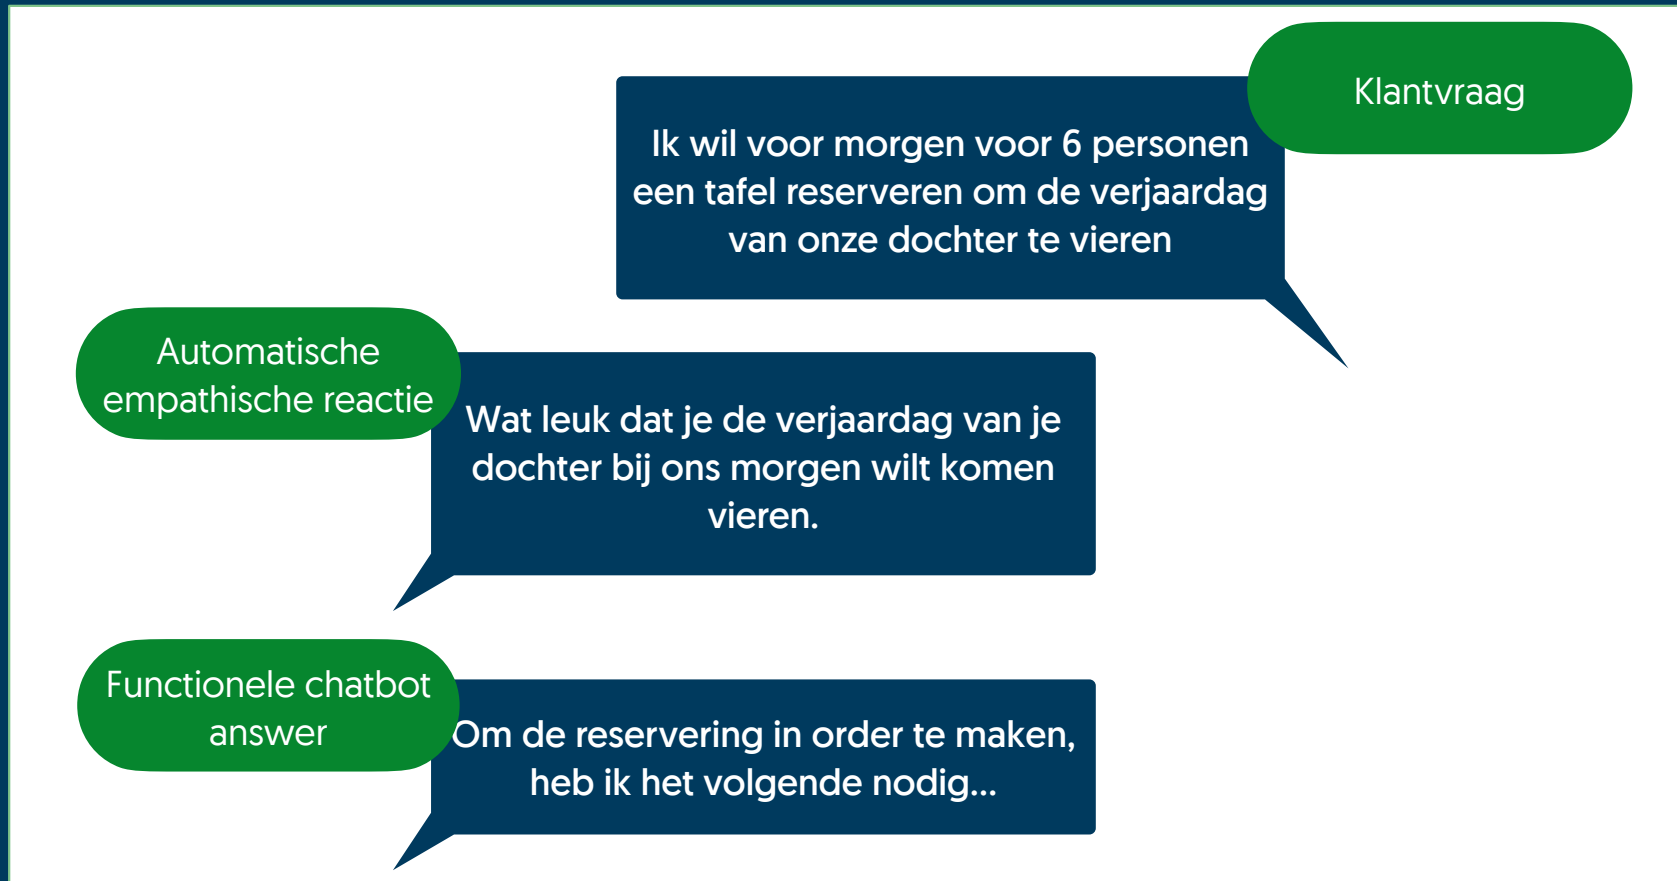 Klantvraag
Ik wil voor morgen voor 6 personen
een tafel reserveren om de verjaardag
van onze dochter te vieren
Automatische
empathische reactie
Wat leuk dat je de verjaardag van je
dochter bij ons morgen wilt komen
vieren.
Functionele chatbot
answer
Om de reservering in order te maken,
heb ik het volgende nodig...